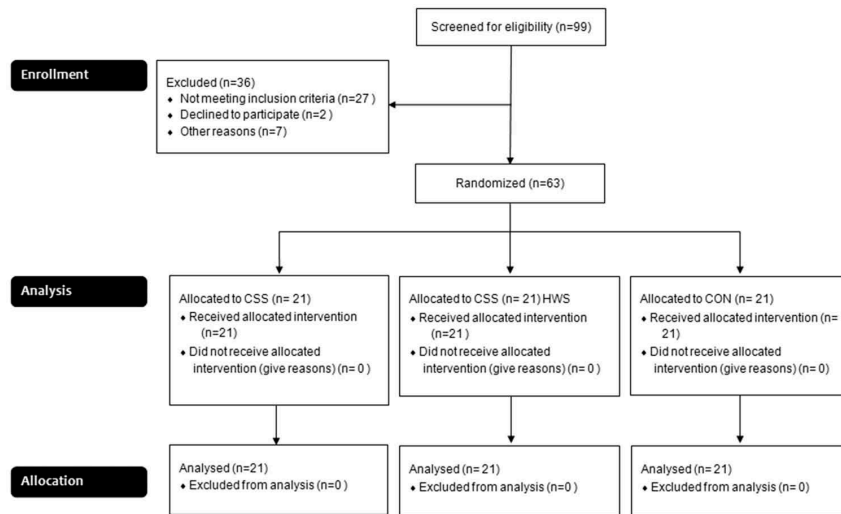 Screened for eligibility (n=99)
Enrollment
Excluded (n=36)
♦ Not meeting inclusion criteria (n=27 )
♦ Declined to participate (n=2 )
♦ Other reasons (n=7)
Randomized (n=63)
Analysis
Allocated to CSS (n= 21)
♦ Received allocated intervention
(n=21)
♦ Did not receive allocated
intervention (give reasons) (n= 0 )
Allocated to CSS (n= 21) HWS
♦ Received allocated intervention
(n=21)
♦ Did not receive allocated
intervention (give reasons) (n= 0 )
Allocated to CON (n= 21)
♦ Received allocated intervention (n=
21)
♦ Did not receive allocated
intervention (give reasons) (n= 0)
Allocation
Analysed (n=21)
♦ Excluded from analysis (n=0 )
Analysed (n=21)
♦ Excluded from analysis (n=0 )
Analysed (n=21)
♦ Excluded from analysis (n= 0)